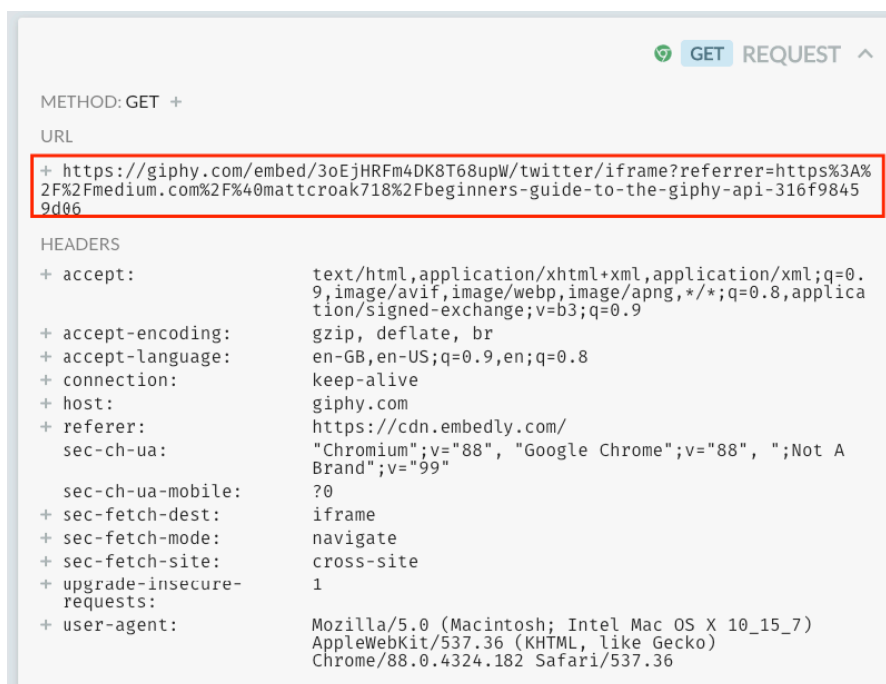 GET REQUEST
METHOD: GET +
URL
+ https://giphy.com/embed/3oEjHRFm4DK8T68upW/twitter/iframe?referrer=https%3A%
2F%2Fmedium.com%2F%40mattcroak718%2Fbeginners-guide-to-the-giphy-api-316f9845
9d06
HEADERS
+ accept: text/html,application/xhtml+xml,application/xml;q=0.
9,image/avif,image/webp,image/apng,*/*;q=0.8,applica
tion/signed-exchange;v=b3;q=0.9
+ accept-encoding: gzip, deflate, br
+ accept-language: en-GB,en-US;q=0.9,en;q=0.8
+ connection: keep-alive
+ host: giphy.com
+ referer: https://cdn.embedly.com/
sec-ch-ua: "Chromium";v="88", "Google Chrome";v="88", ";Not A
Brand";v="99"
sec-ch-ua-mobile: ?0
+ sec-fetch-dest: iframe
+ sec-fetch-mode: navigate
+ sec-fetch-site: cross-site
+ upgrade-insecure- 1
requests:
+ user-agent: Mozilla/5.0 (Macintosh; Intel Mac OS X 10_15_7)
AppleWebKit/537.36 (KHTML, like Gecko)
Chrome/88.0.4324.182 Safari/537.36